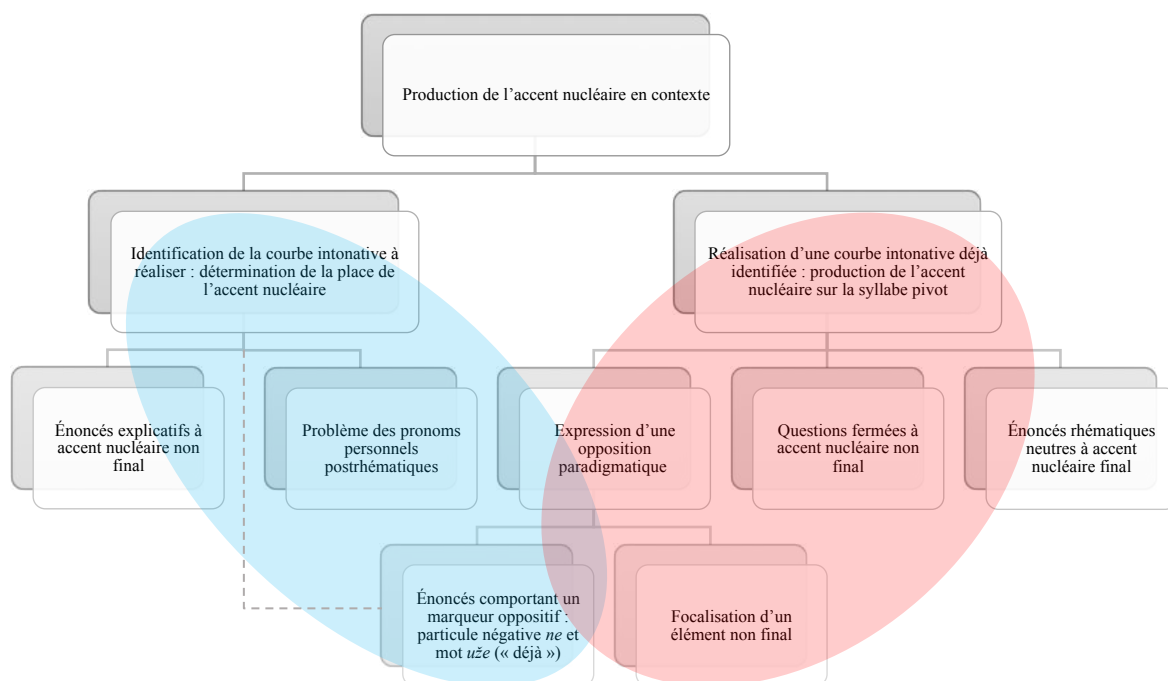 Production de l’accent nucléaire en contexte
Identification de la courbe intonative à
réaliser : détermination de la place de
l’accent nucléaire
Réalisation d’une courbe intonative déjà
identifiée : production de l’accent
nucléaire sur la syllabe pivot
Énoncés explicatifs à
accent nucléaire non
final
Problème des pronoms
personnels
postrhématiques
Expression d’une
opposition
paradigmatique
Questions fermées à
accent nucléaire non final
Énoncés rhématiques
neutres à accent
nucléaire final
Énoncés comportant un
marqueur oppositif :
particule négative ne et
mot uže (« déjà »)
Focalisation d’un
élément non final